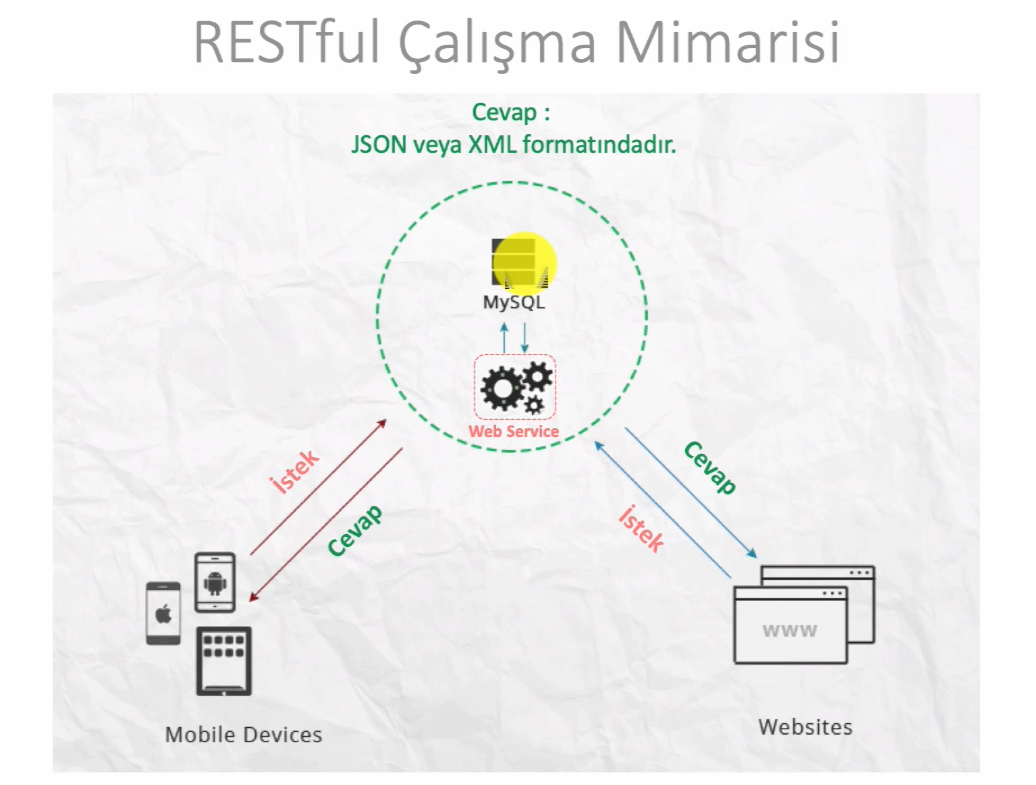 RESTful Çalışma Mimarisi
Cevap :
JSON veya XML formatındadır.
MySQL
Web Service
İstek
Cevap
Cevap
İstek
www
Mobile Devices
Websites